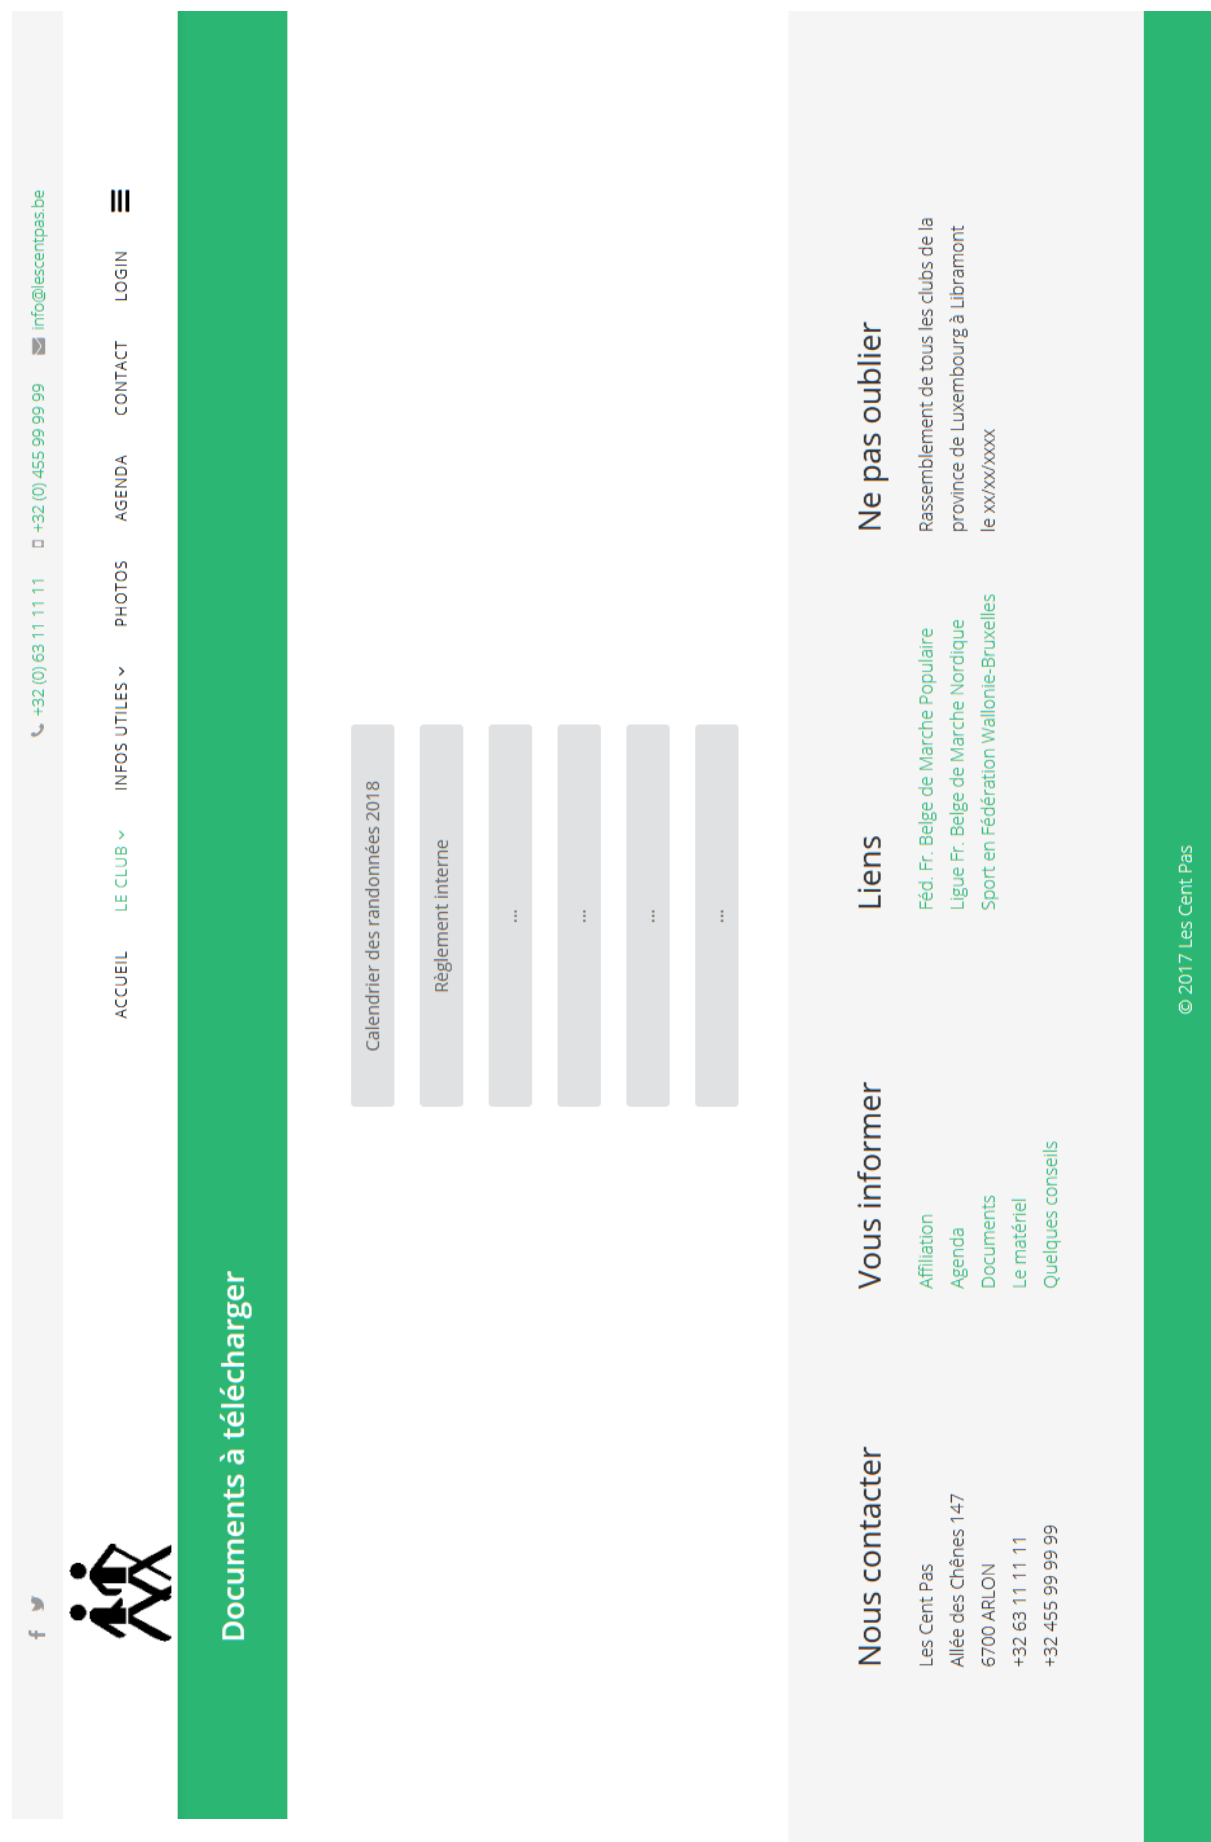 +32 (0) 63 11 11 11 +32 (0) 455 99 99 99 info@lescentpas.be
ACCUEIL LE CLUB INFOS UTILES PHOTOS AGENDA CONTACT LOGIN
Documents à télécharger
Calendrier des randonnées 2018
Règlement interne
...
...
...
...
Nous contacter
Les Cent Pas
Allée des Chênes 147
6700 ARLON
+32 63 11 11 11
+32 455 99 99 99
Vous informer
Affiliation
Agenda
Documents
Le matériel
Quelques conseils
Liens
Féd. Fr. Belge de Marche Populaire
Ligue Fr. Belge de Marche Nordique
Sport en Fédération Wallonie-Bruxelles
Ne pas oublier
Rassemblement de tous les clubs de la
province de Luxembourg à Libramont
le xx/xx/xxxx
© 2017 Les Cent Pas